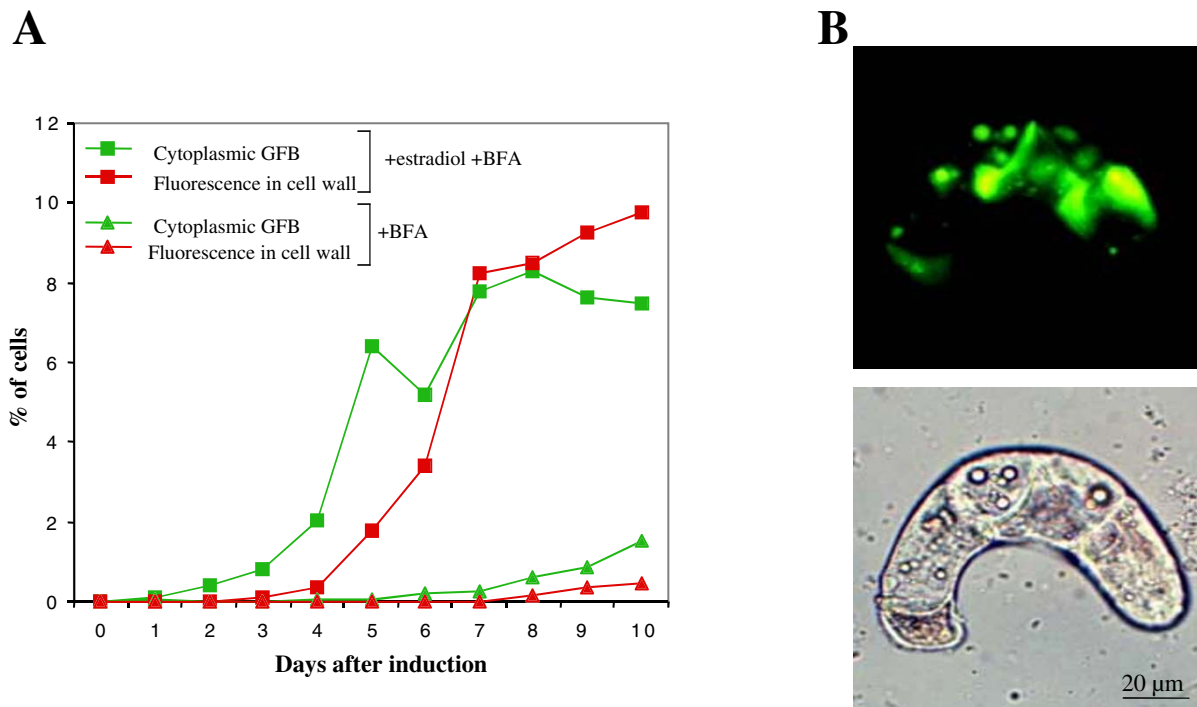 A
B
12
10
8
6
4
2
0
% of cells
Cytoplasmic GFB
Fluorescence in cell wall
+estradiol +BFA
Cytoplasmic GFB
Fluorescence in cell wall
+BFA
0 1 2 3 4 5 6 7 8 9 10
Days after induction
20 µm